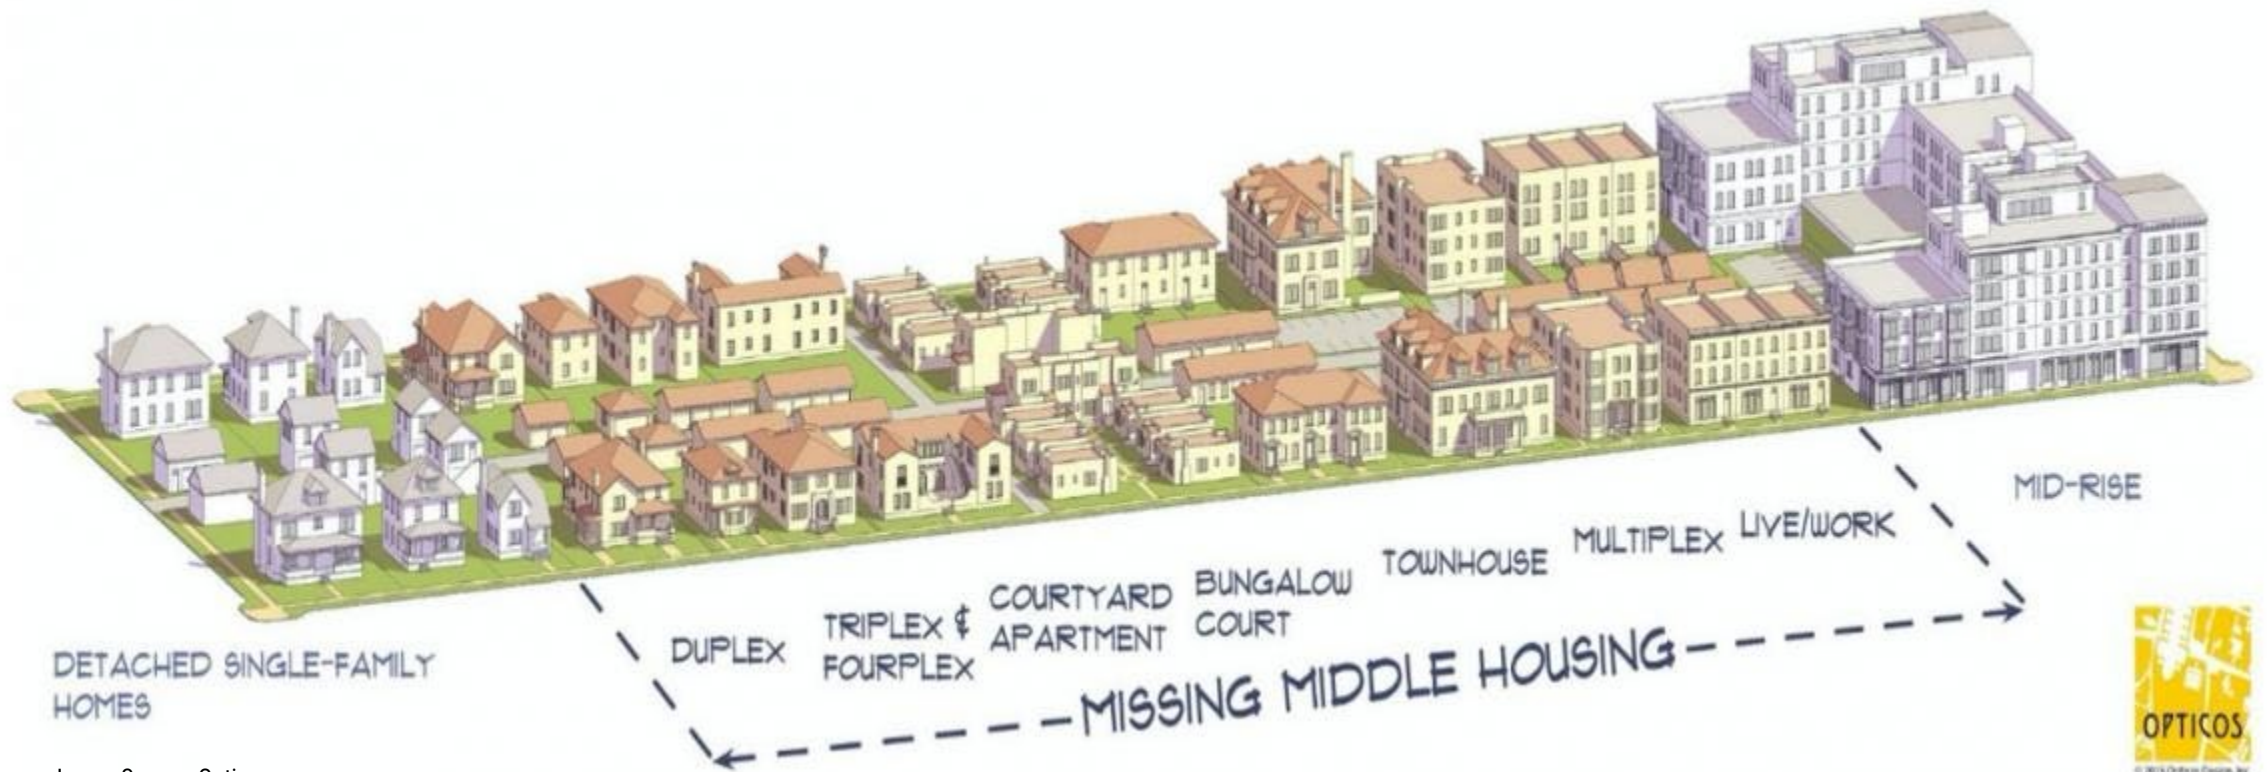 DETACHED SINGLE-FAMILY
HOMES
DUPLEX
TRIPLEX &
FOURPLEX
COURTYARD
APARTMENT
BUNGALOW
COURT
TOWNHOUSE
MULTIPLEX
LIVE/WORK
MID-RISE
MISSING MIDDLE HOUSING
OPTICOS